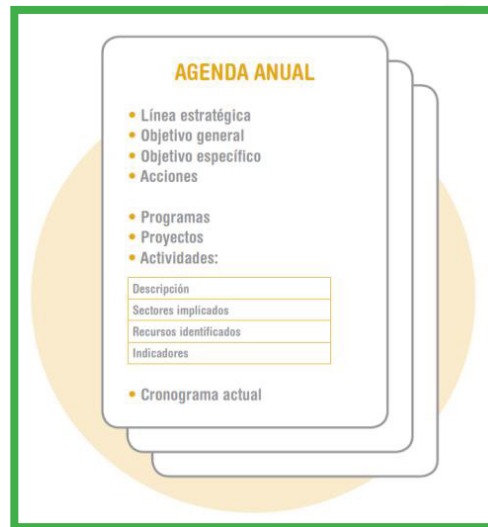 AGENDA ANUAL
• Línea estratégica
• Objetivo general
• Objetivo específico
• Acciones
• Programas
• Proyectos
• Actividades:
Descripción
Sectores implicados
Recursos identificados
Indicadores
• Cronograma actual